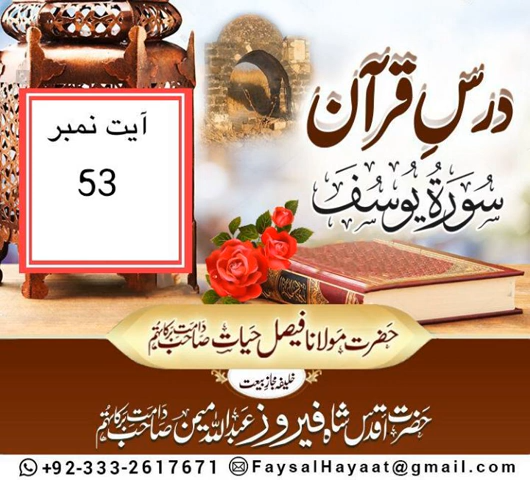 درسِ قرآن
سورۃ یوسف
آیت نمبر
53
حضرت مولانا فیصل حیات صاحب دامت برکاتہم
خلیفہ مجاز بیعت
حضرت اقدس شاہ فیروز عبداللہ میمن صاحب دامت برکاتہم
+92-333-2617671 @FaysalHayaat@gmail.com